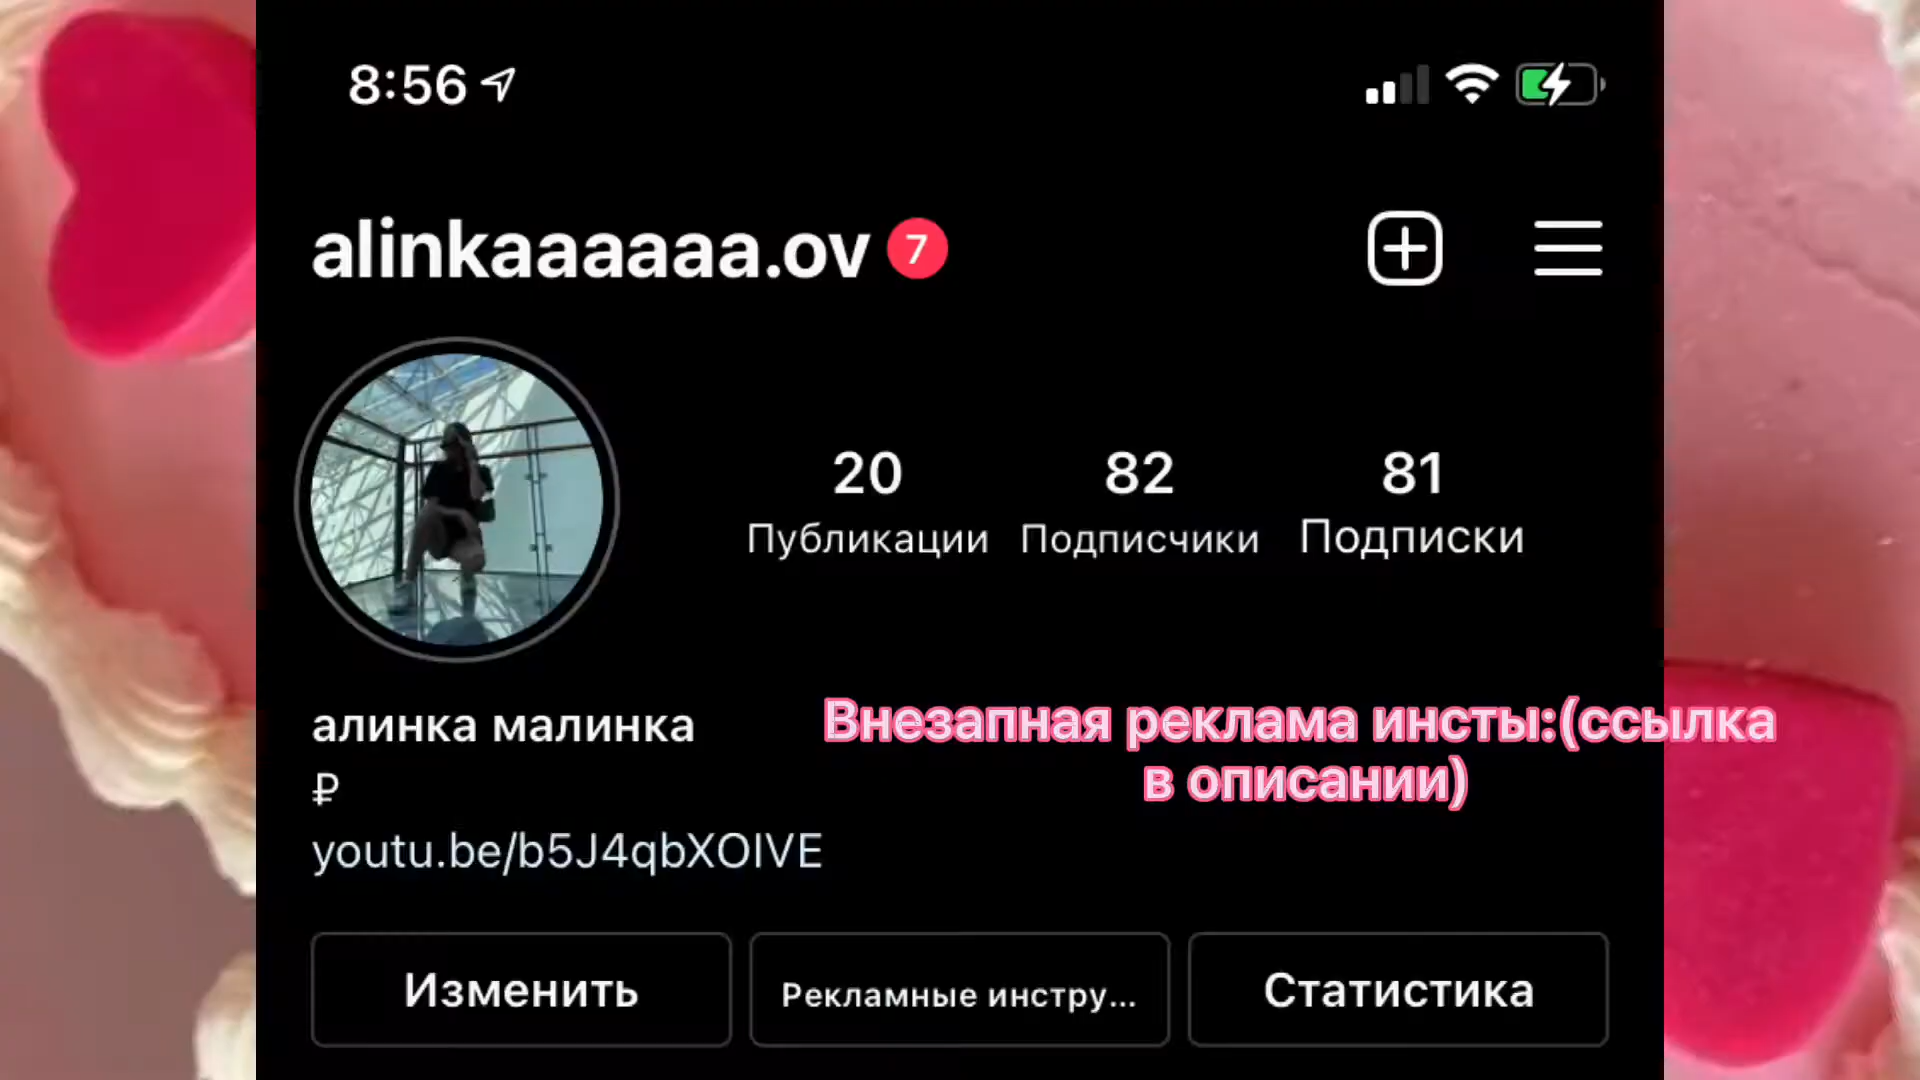 8:56
alinkaaaaaa.ov 7
20 82 81
Публикации Подписчики Подписки
алинка малинка
₽
youtu.be/b5J4qbXOIVE
Внезапная реклама инсты:(ссылка
в описании)
Изменить Рекламные инстру... Статистика